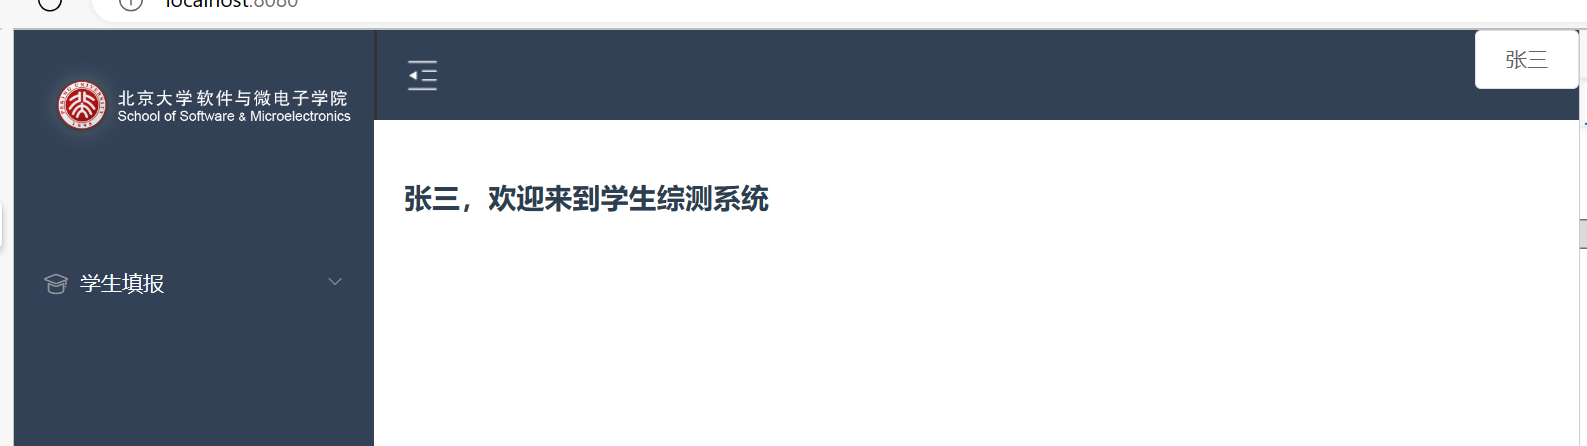 localhost:8080
北京大学软件与微电子学院
School of Software & Microelectronics
张三
张三，欢迎来到学生综测系统
学生填报